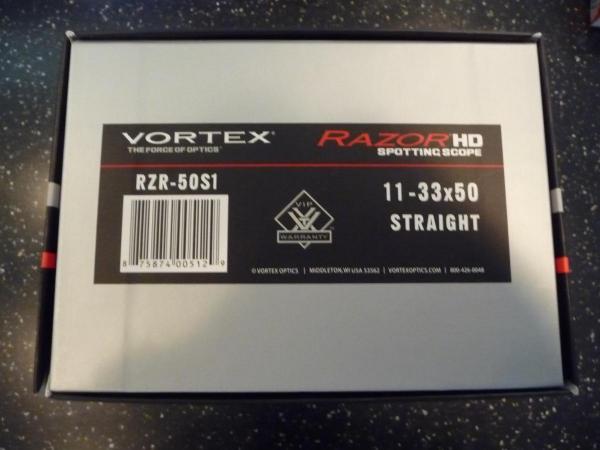 VORTEX®
THE FORCE OF OPTICS™
RAZOR® HD
SPOTTING SCOPE
RZR-50S1
8 75874 00512 9
VIP
WARRANTY
11-33x50
STRAIGHT
© VORTEX OPTICS | MIDDLETON, WI USA 53562 | VORTEXOPTICS.COM | 800-426-0048